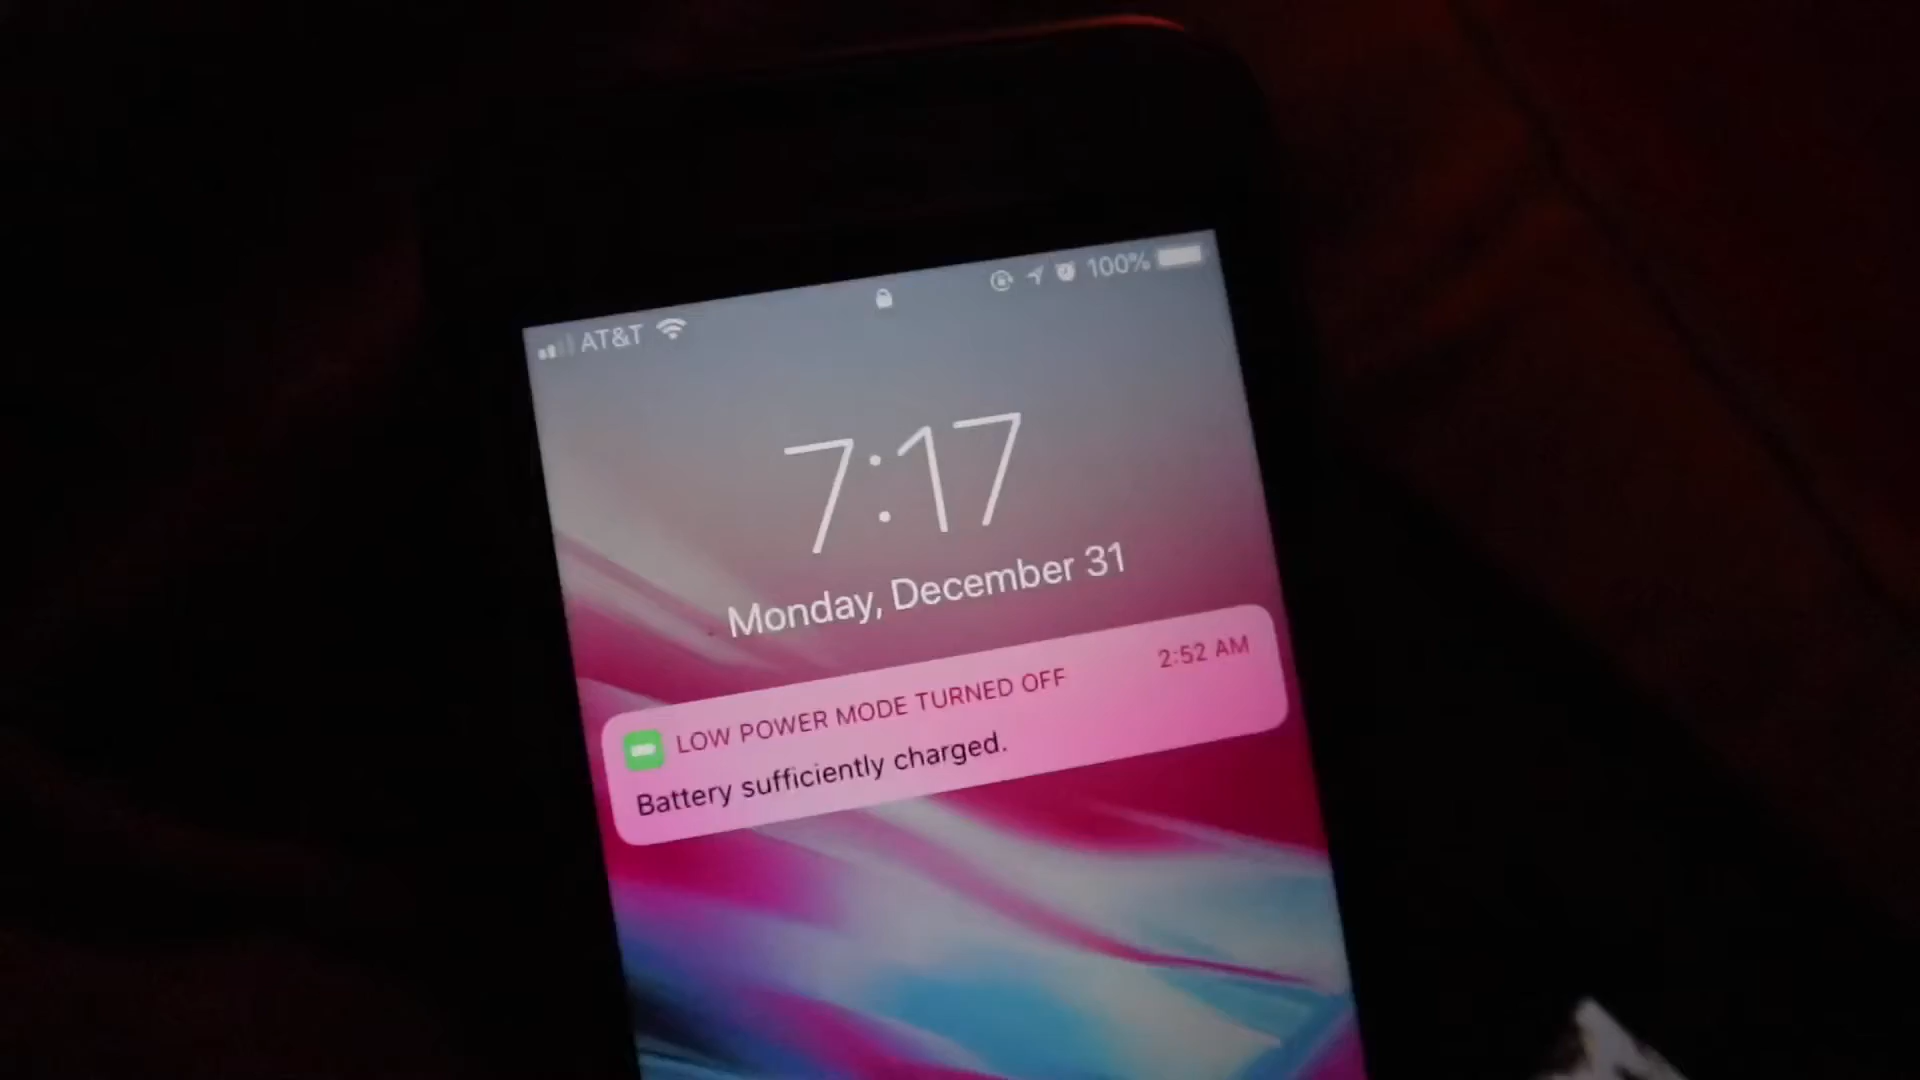 AT&T 100%
7:17
Monday, December 31
LOW POWER MODE TURNED OFF 2:52 AM
Battery sufficiently charged.